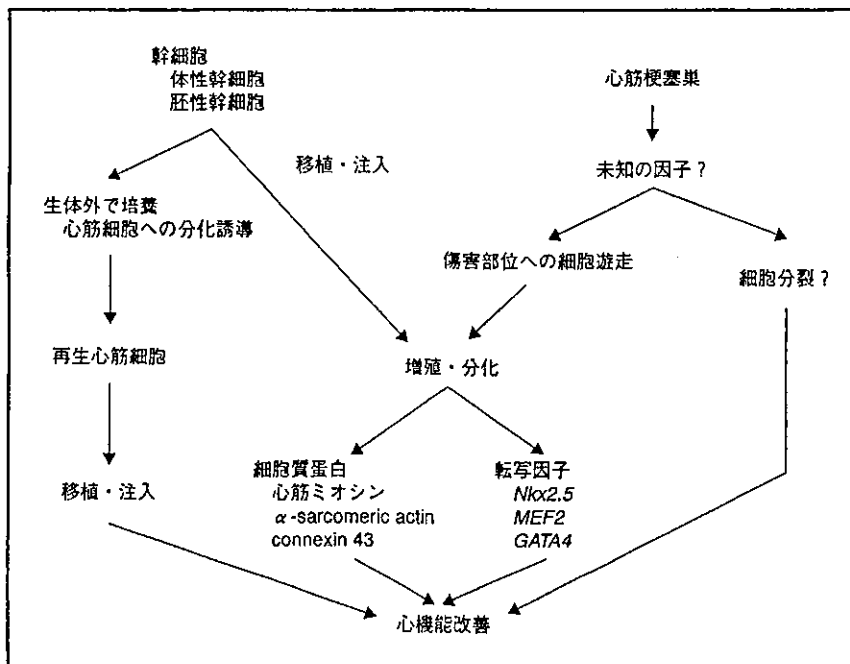 幹細胞
体性幹細胞
胚性幹細胞
心筋梗塞巣
移植・注入
未知の因子？
生体外で培養
心筋細胞への分化誘導
傷害部位への細胞遊走
細胞分裂？
再生心筋細胞
増殖・分化
移植・注入
細胞質蛋白
心筋ミオシン
α-sarcomeric actin
connexin 43
転写因子
Nkx2.5
MEF2
GATA4
心機能改善